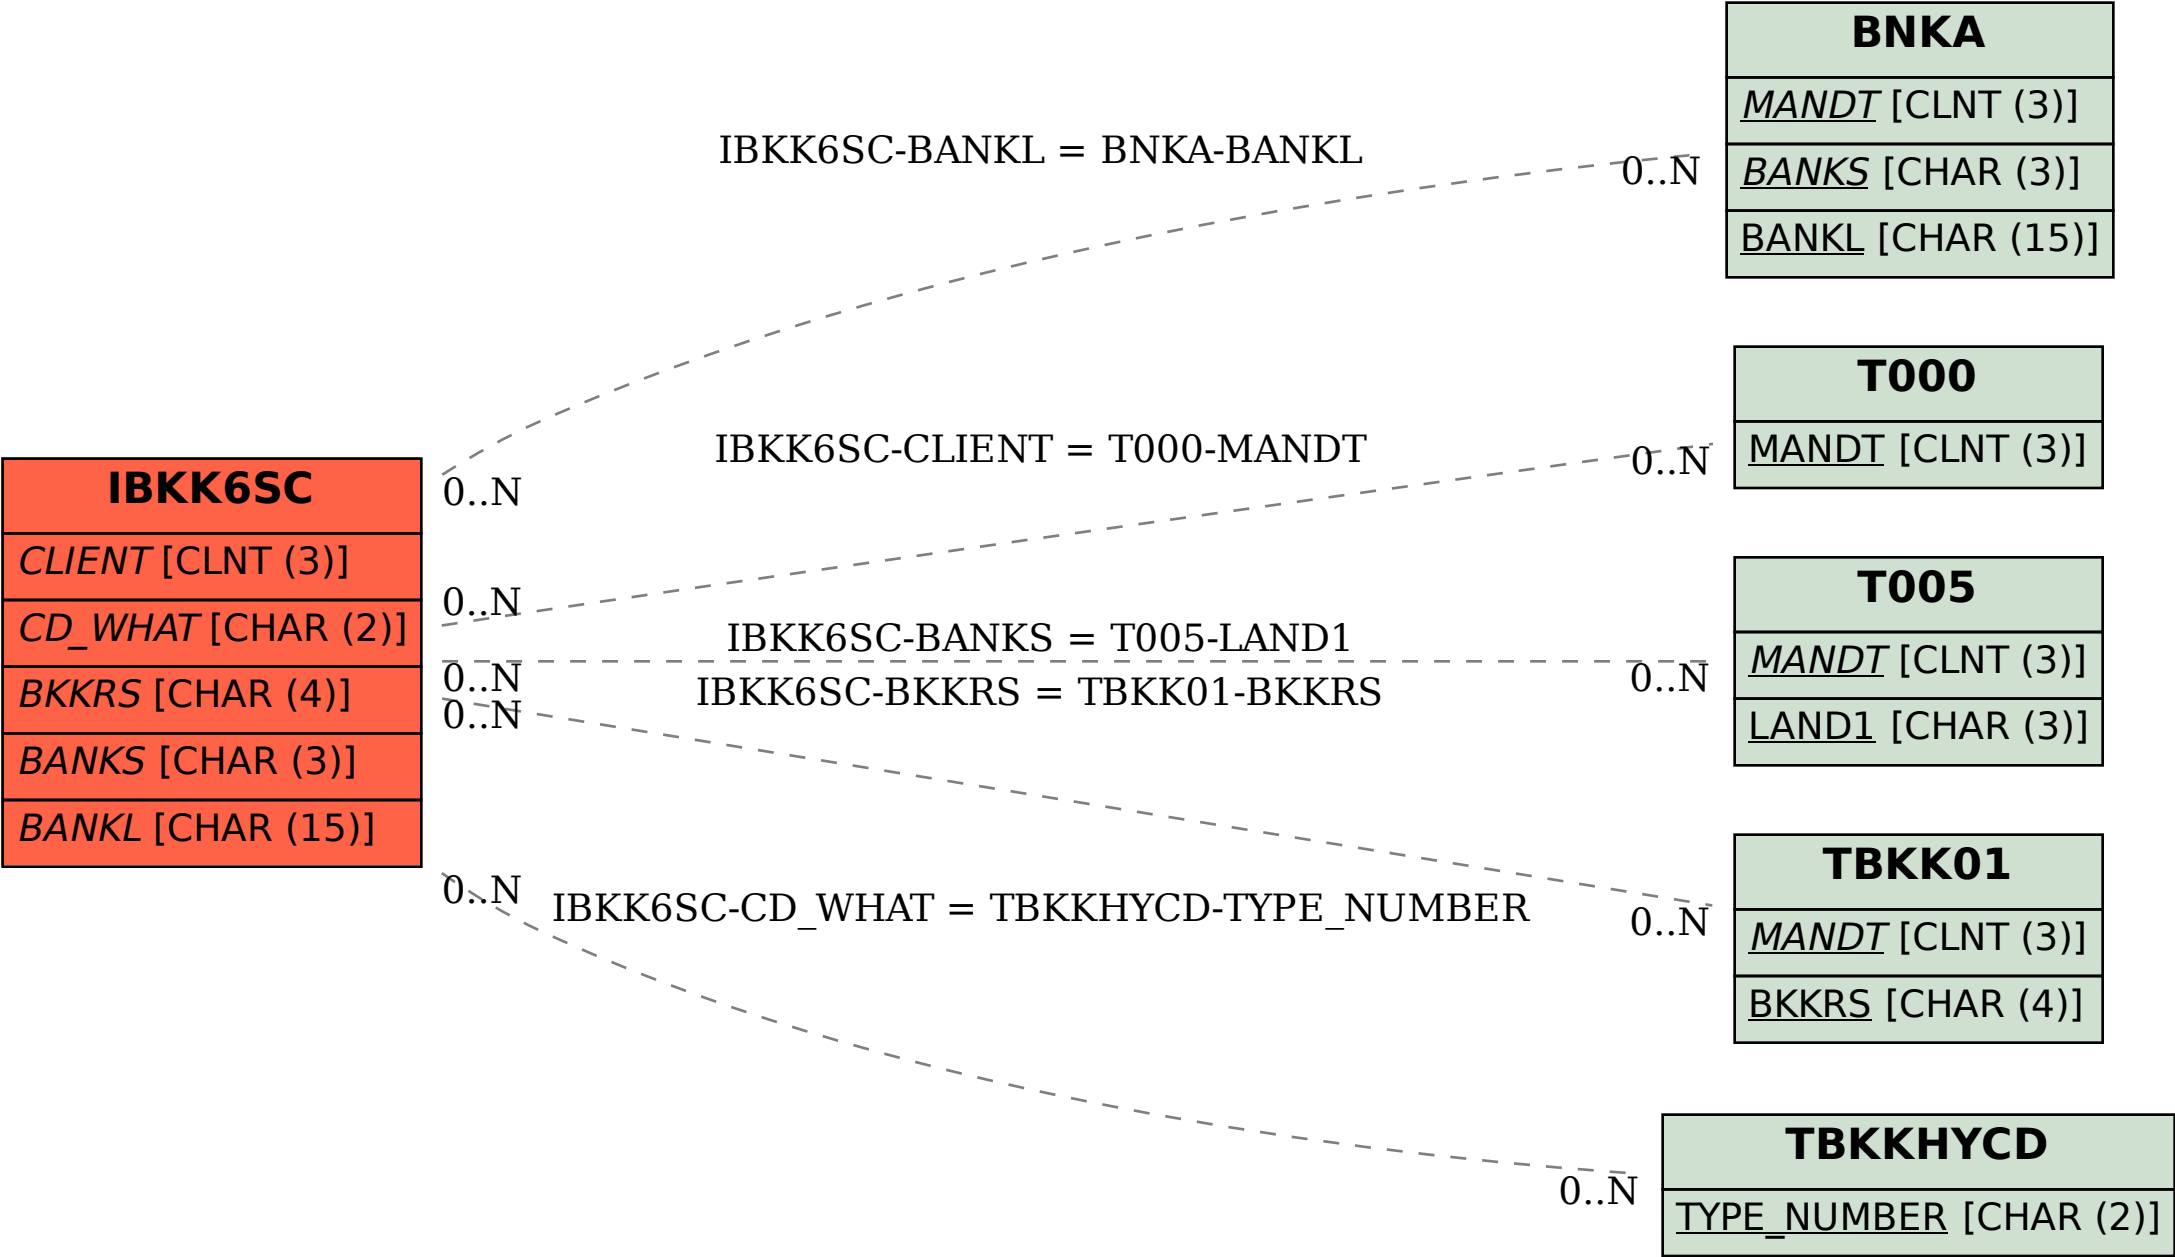 BNKA
MANDT [CLNT (3)]
BANKS [CHAR (3)]
BANKL [CHAR (15)]
IBKK6SC-BANKL = BNKA-BANKL
0..N
0..N
T000
MANDT [CLNT (3)]
IBKK6SC-CLIENT = T000-MANDT
0..N
0..N
IBKK6SC
CLIENT [CLNT (3)]
CD_WHAT [CHAR (2)]
BKKRS [CHAR (4)]
BANKS [CHAR (3)]
BANKL [CHAR (15)]
T005
MANDT [CLNT (3)]
LAND1 [CHAR (3)]
IBKK6SC-BANKS = T005-LAND1
0..N
0..N
IBKK6SC-BKKRS = TBKK01-BKKRS
0..N
0..N
TBKK01
MANDT [CLNT (3)]
BKKRS [CHAR (4)]
0..N
IBKK6SC-CD_WHAT = TBKKHYCD-TYPE_NUMBER
0..N
TBKKHYCD
TYPE_NUMBER [CHAR (2)]